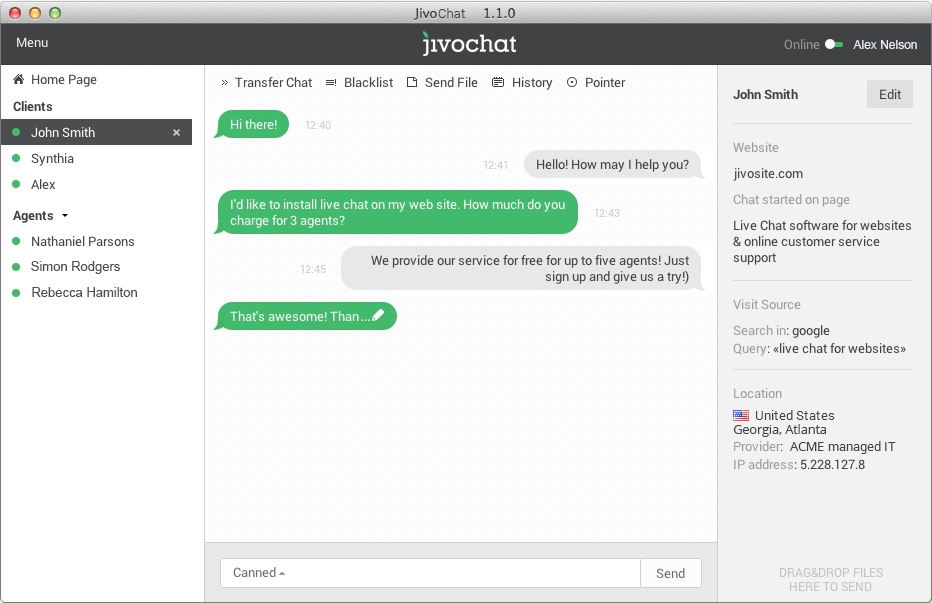 JivoChat 1.1.0
Menu
jivochat
Online Alex Nelson
Home Page
Clients
John Smith ×
Synthia
Alex
Agents
Nathaniel Parsons
Simon Rodgers
Rebecca Hamilton
» Transfer Chat Blacklist Send File History Pointer
Hi there! 12:40
12:41 Hello! How may I help you?
I'd like to install live chat on my web site. How much do you
charge for 3 agents?
12:43
We provide our service for free for up to five agents! Just
sign up and give us a try!)
12:45
That's awesome! Than...
Canned Send
John Smith Edit
Website
jivosite.com
Chat started on page
Live Chat software for websites
& online customer service
support
Visit Source
Search in: google
Query: «live chat for websites»
Location
United States
Georgia, Atlanta
Provider: ACME managed IT
IP address: 5.228.127.8
DRAG&DROP FILES
HERE TO SEND